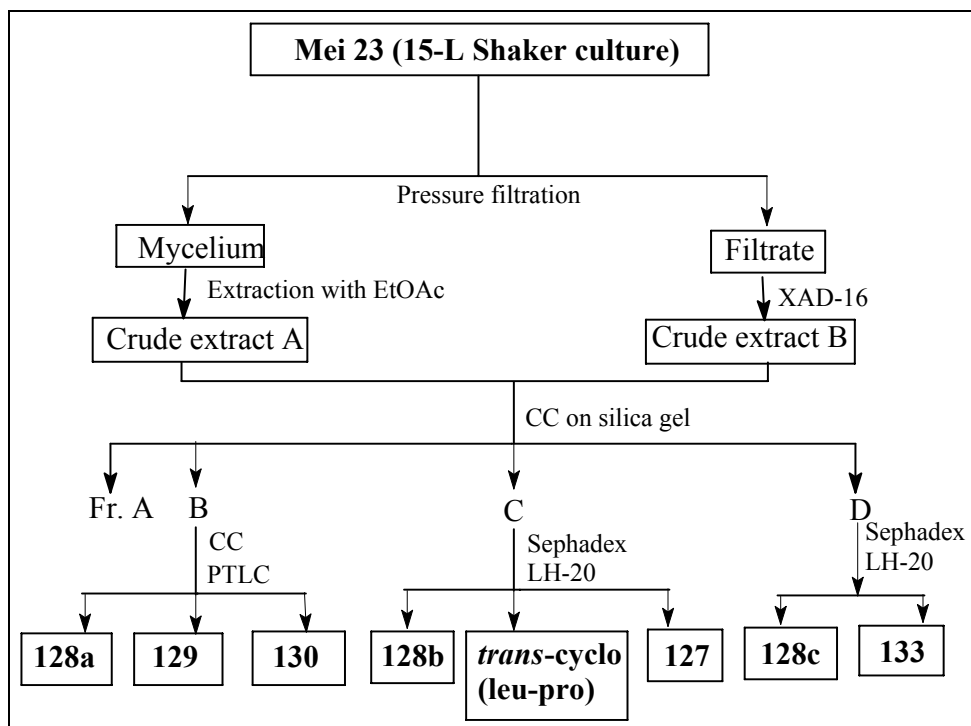 Mei 23 (15-L Shaker culture)
Pressure filtration
Mycelium
Filtrate
Extraction with EtOAc
XAD-16
Crude extract A
Crude extract B
CC on silica gel
Fr. A
B
C
D
CC
PTLC
Sephadex
LH-20
Sephadex
LH-20
128a
129
130
128b
trans-cyclo
(leu-pro)
127
128c
133